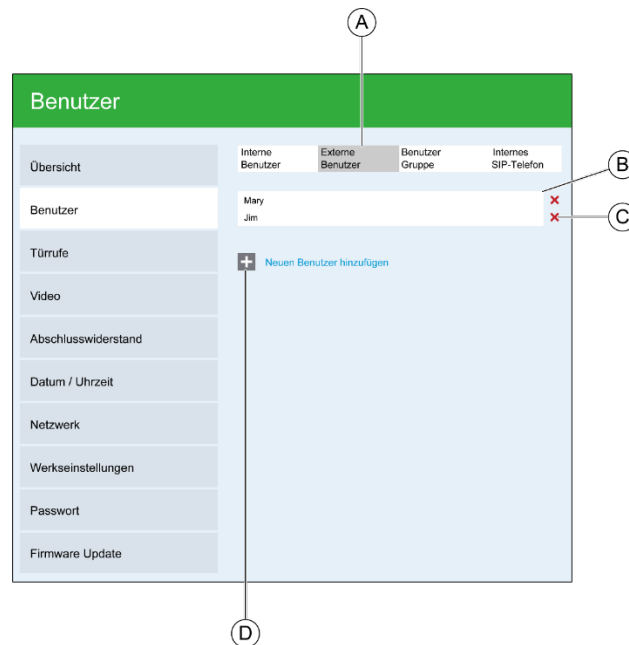 A
Benutzer
Interne Benutzer
Externe Benutzer
Benutzer Gruppe
Internes SIP-Telefon
Übersicht
B
Mary
Benutzer
Jim
C
Türrufe
Neuen Benutzer hinzufügen
Video
Abschlusswiderstand
Datum / Uhrzeit
Netzwerk
Werkseinstellungen
Passwort
Firmware Update
D